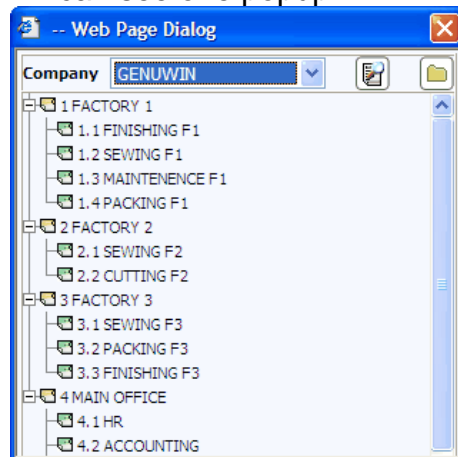 -- Web Page Dialog
Company GENUWIN
1 FACTORY 1
1.1 FINISHING F1
1.2 SEWING F1
1.3 MAINTENENCE F1
1.4 PACKING F1
2 FACTORY 2
2.1 SEWING F2
2.2 CUTTING F2
3 FACTORY 3
3.1 SEWING F3
3.2 PACKING F3
3.3 FINISHING F3
4 MAIN OFFICE
4.1 HR
4.2 ACCOUNTING